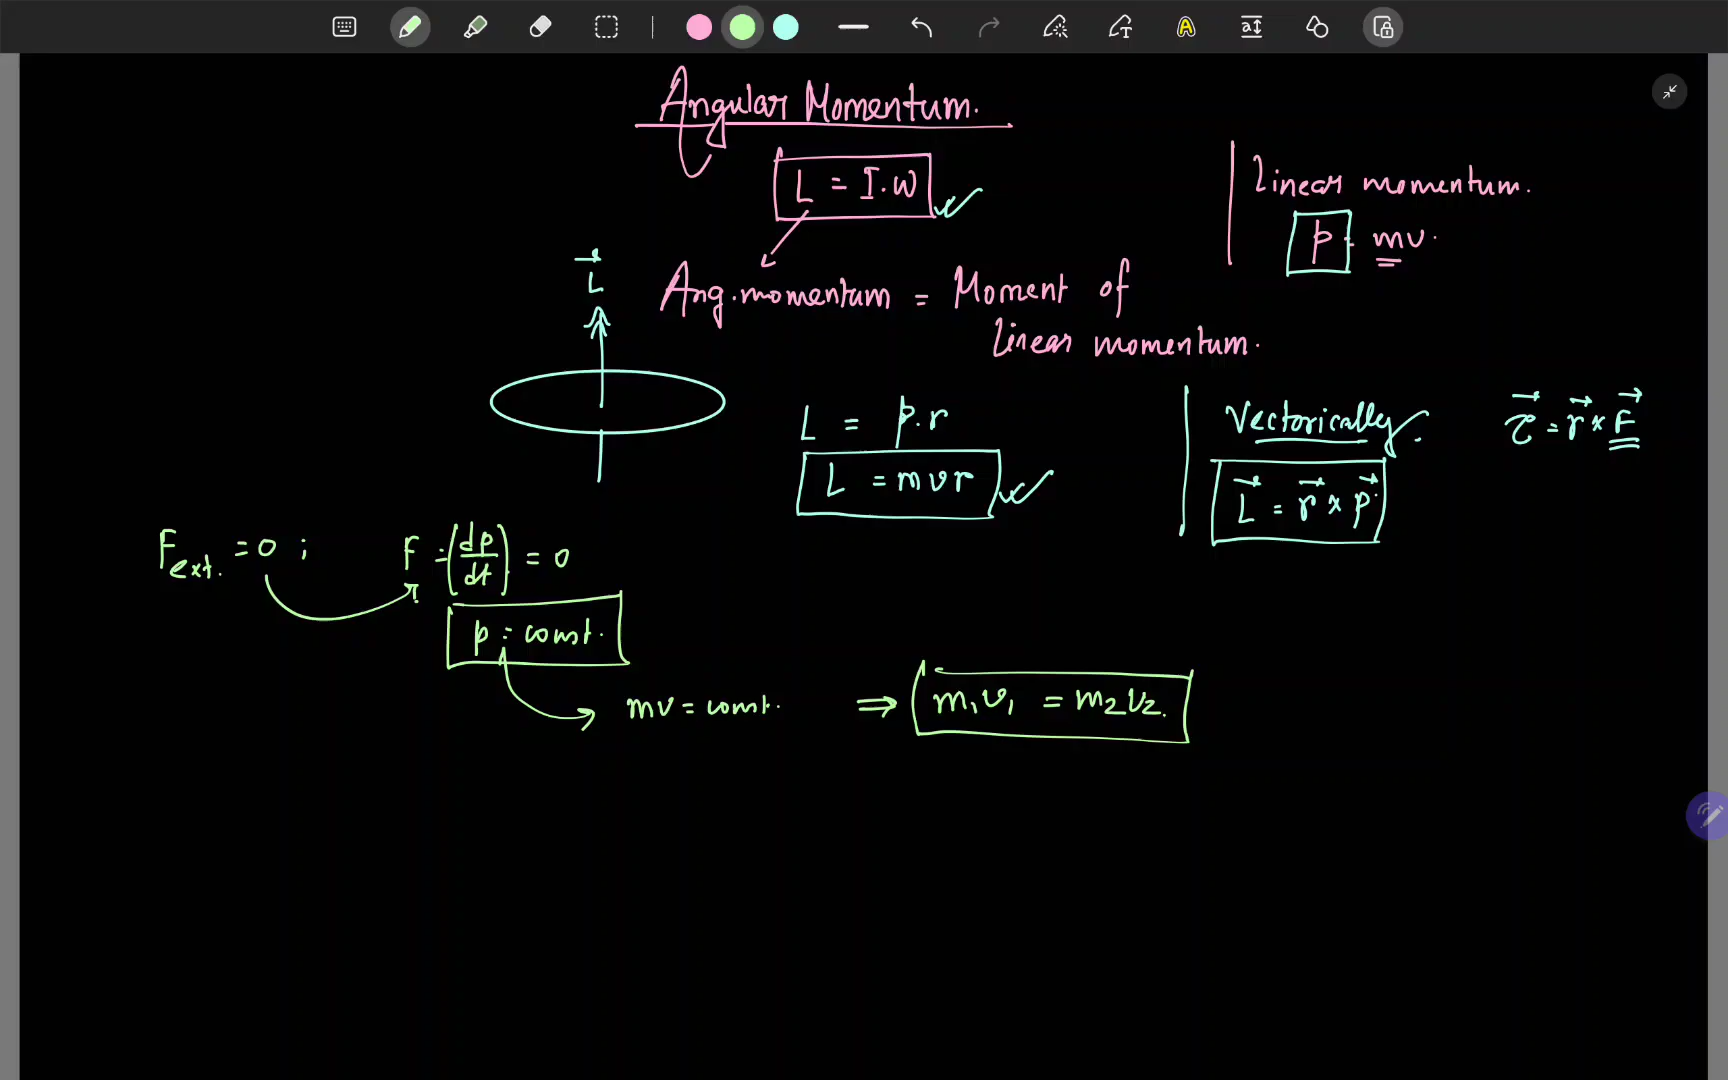 Angular Momentum.
L = I.ω
linear momentum.
p = mv.
L⃗
Ang.momentum = Moment of
linear momentum.
L = p.r
L = mvr
Vectorically.
τ⃗ = r⃗ × F⃗
L⃗ = r⃗ × p⃗
Fext. = 0 ; F = (dp/dt) = 0
p = const.
mv = const. ⇒ m₁v₁ = m₂v₂.